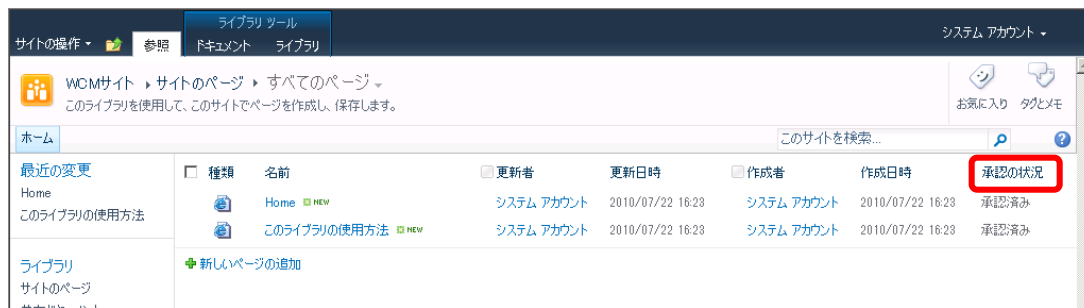 ライブラリ ツール
サイトの操作 参照 ドキュメント ライブラリ システム アカウント
WCMサイト サイトのページ すべてのページ
このライブラリを使用して、このサイトでページを作成し、保存します。
お気に入り タグとメモ
ホーム このサイトを検索...
最近の変更
Home
このライブラリの使用方法
ライブラリ
サイトのページ
種類 名前 更新者 更新日時 作成者 作成日時 承認の状況
Home NEW システム アカウント 2010/07/22 16:23 システム アカウント 2010/07/22 16:23 承認済み
このライブラリの使用方法 NEW システム アカウント 2010/07/22 16:23 システム アカウント 2010/07/22 16:23 承認済み
新しいページの追加